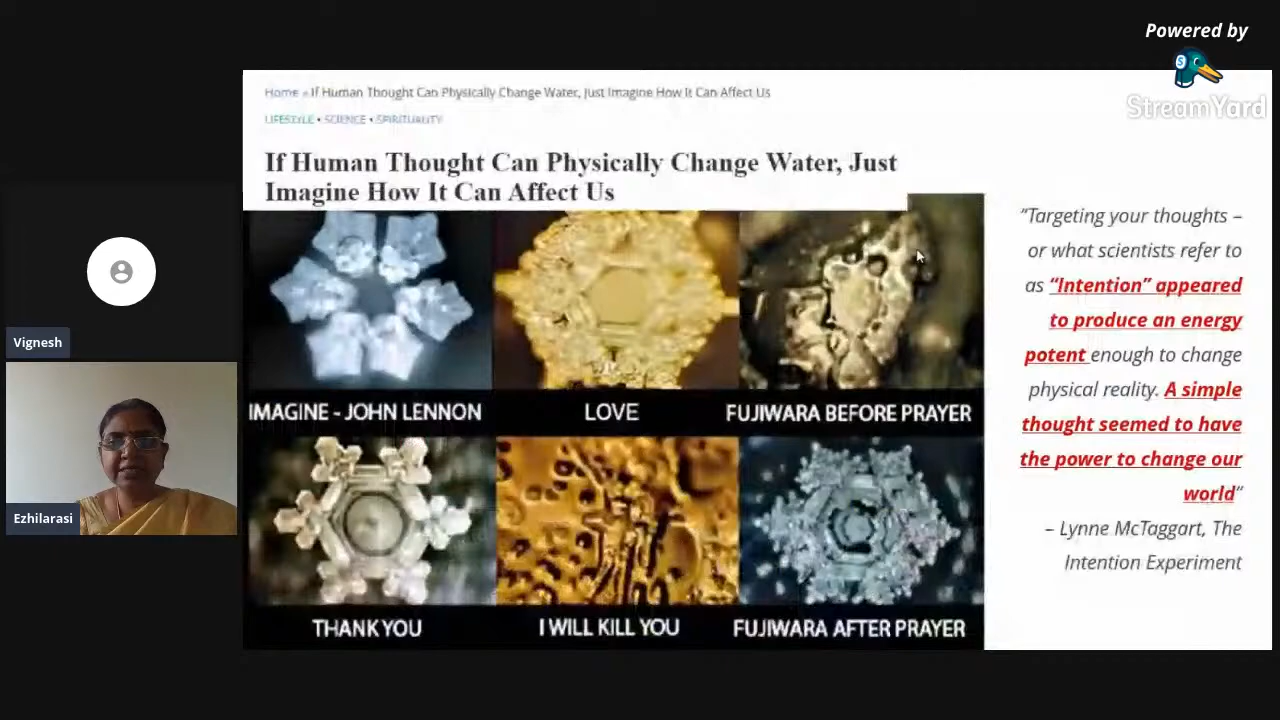 Powered by
StreamYard
Home » If Human Thought Can Physically Change Water, Just Imagine How It Can Affect Us
LIFESTYLE • SCIENCE • SPIRITUALITY
If Human Thought Can Physically Change Water, Just
Imagine How It Can Affect Us
IMAGINE - JOHN LENNON
LOVE
FUJIWARA BEFORE PRAYER
THANK YOU
I WILL KILL YOU
FUJIWARA AFTER PRAYER
“Targeting your thoughts –
or what scientists refer to
as “Intention” appeared
to produce an energy
potent enough to change
physical reality. A simple
thought seemed to have
the power to change our
world“
– Lynne McTaggart, The
Intention Experiment
Vignesh
Ezhilarasi